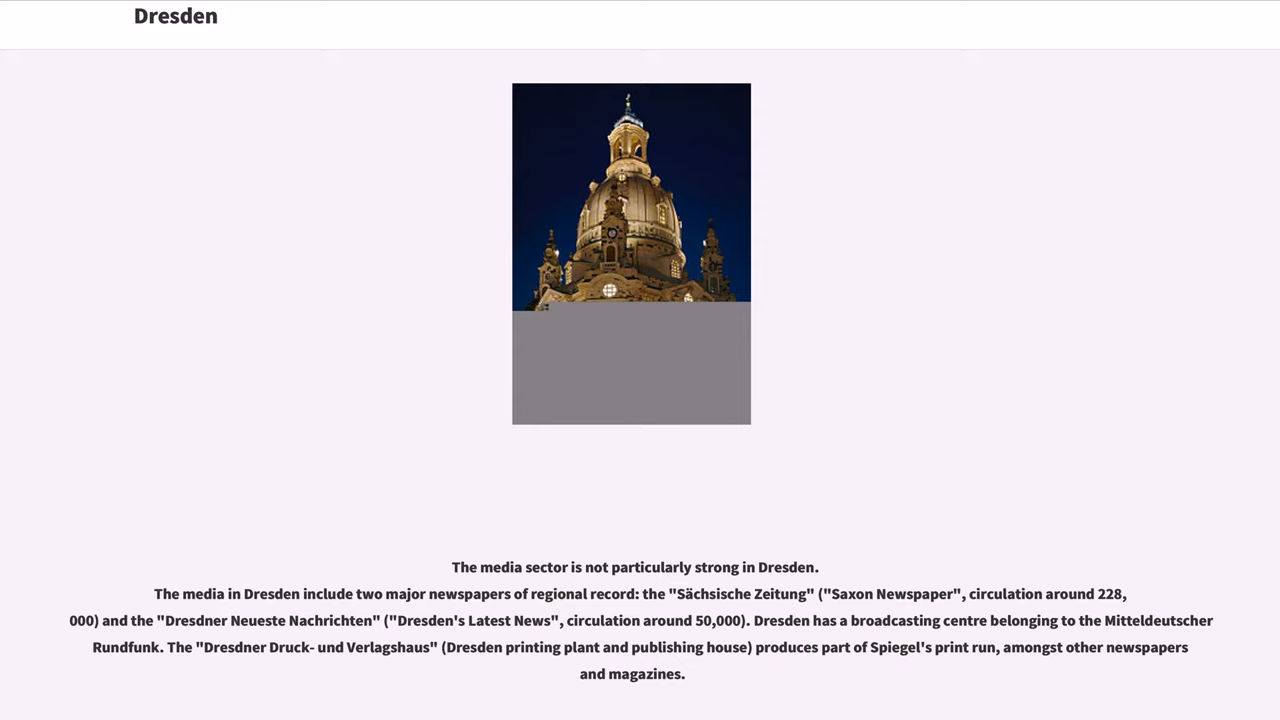 Dresden
The media sector is not particularly strong in Dresden.
The media in Dresden include two major newspapers of regional record: the "Sächsische Zeitung" ("Saxon Newspaper", circulation around 228,
000) and the "Dresdner Neueste Nachrichten" ("Dresden's Latest News", circulation around 50,000). Dresden has a broadcasting centre belonging to the Mitteldeutscher
Rundfunk. The "Dresdner Druck- und Verlagshaus" (Dresden printing plant and publishing house) produces part of Spiegel's print run, amongst other newspapers
and magazines.